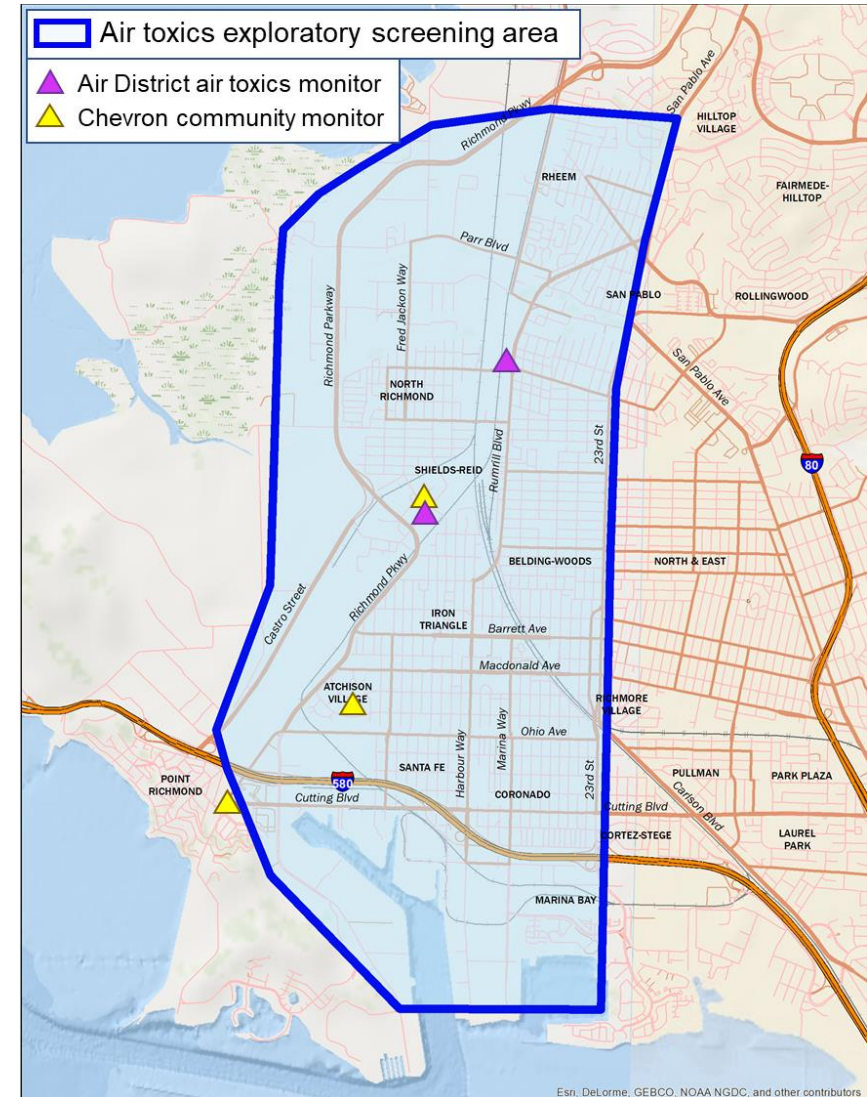 Air toxics exploratory screening area
Air District air toxics monitor
Chevron community monitor
San Pablo Ave
HILLTOP
VILLAGE
Richmond Pkwy
RHEEM
FAIRMEDE-
HILLTOP
Parr Blvd
Fred Jackon Way
Richmond Parkway
SAN PABLO
ROLLINGWOOD
San Pablo Ave
NORTH
RICHMOND
Rumrill Blvd
23rd St
80
SHIELDS-REID
BELDING-WOODS
NORTH & EAST
Castro Street
Richmond Pkwy
IRON
TRIANGLE
Barrett Ave
Macdonald Ave
ATCHISON
VILLAGE
RICHMORE
VILLAGE
Harbour Way
Marina Way
Ohio Ave
SANTA FE
23rd St
POINT
RICHMOND
580
Cutting Blvd
CORONADO
PULLMAN
PARK PLAZA
Cutting Blvd
Carlson Blvd
CORTEZ-STEGE
LAUREL
PARK
MARINA BAY
Esri, DeLorme, GEBCO, NOAA NGDC, and other contributors